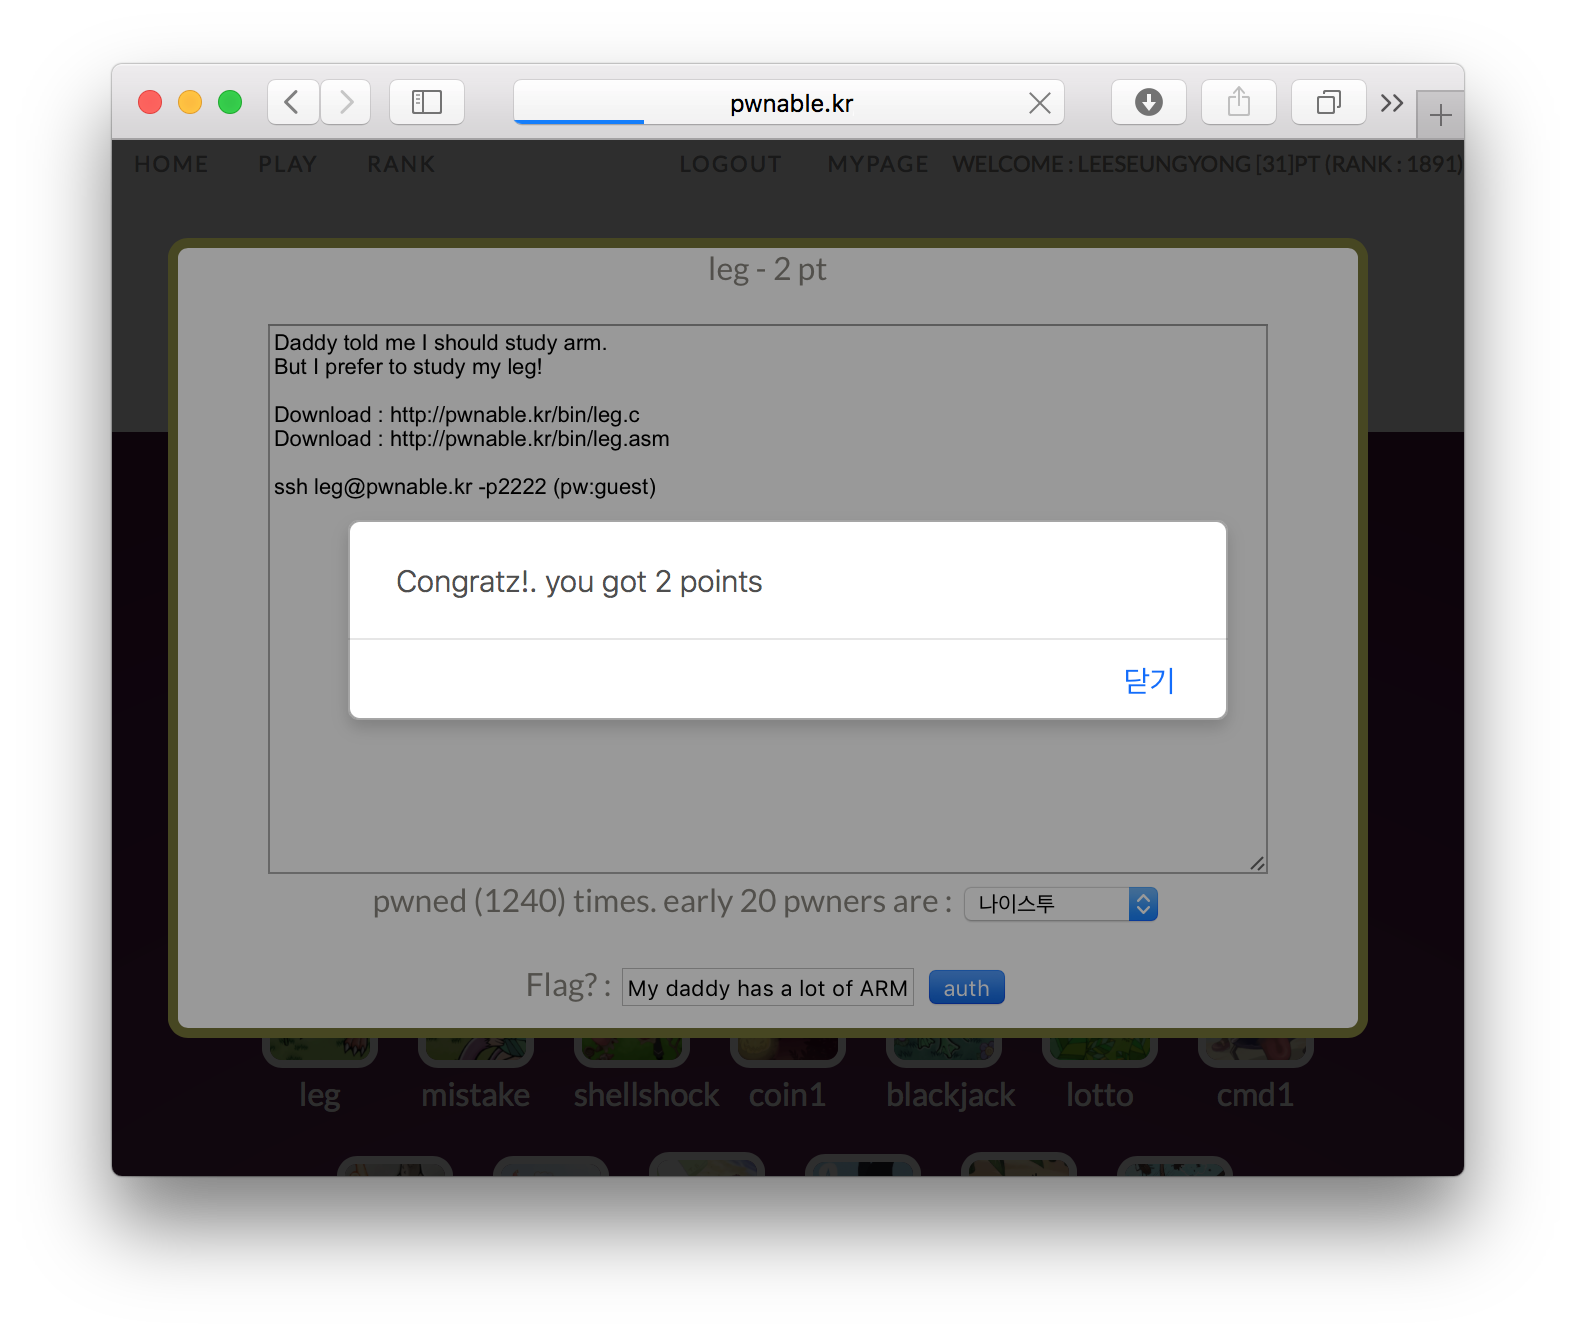 pwnable.kr
HOME PLAY RANK LOGOUT MYPAGE WELCOME : LEESEUNGYONG [31]PT (RANK : 1891)
leg - 2 pt
Daddy told me I should study arm.
But I prefer to study my leg!
Download : http://pwnable.kr/bin/leg.c
Download : http://pwnable.kr/bin/leg.asm
ssh leg@pwnable.kr -p2222 (pw:guest)
Congratz!. you got 2 points
닫기
pwned (1240) times. early 20 pwners are : 나이스투
Flag? : My daddy has a lot of ARM auth
leg mistake shellshock coin1 blackjack lotto cmd1